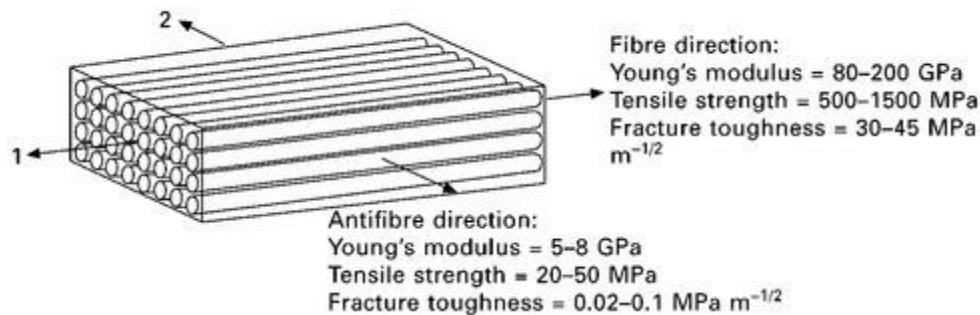 2
Fibre direction:
Young's modulus = 80–200 GPa
Tensile strength = 500–1500 MPa
Fracture toughness = 30–45 MPa
m⁻¹/²
1
Antifibre direction:
Young's modulus = 5–8 GPa
Tensile strength = 20–50 MPa
Fracture toughness = 0.02–0.1 MPa m⁻¹/²